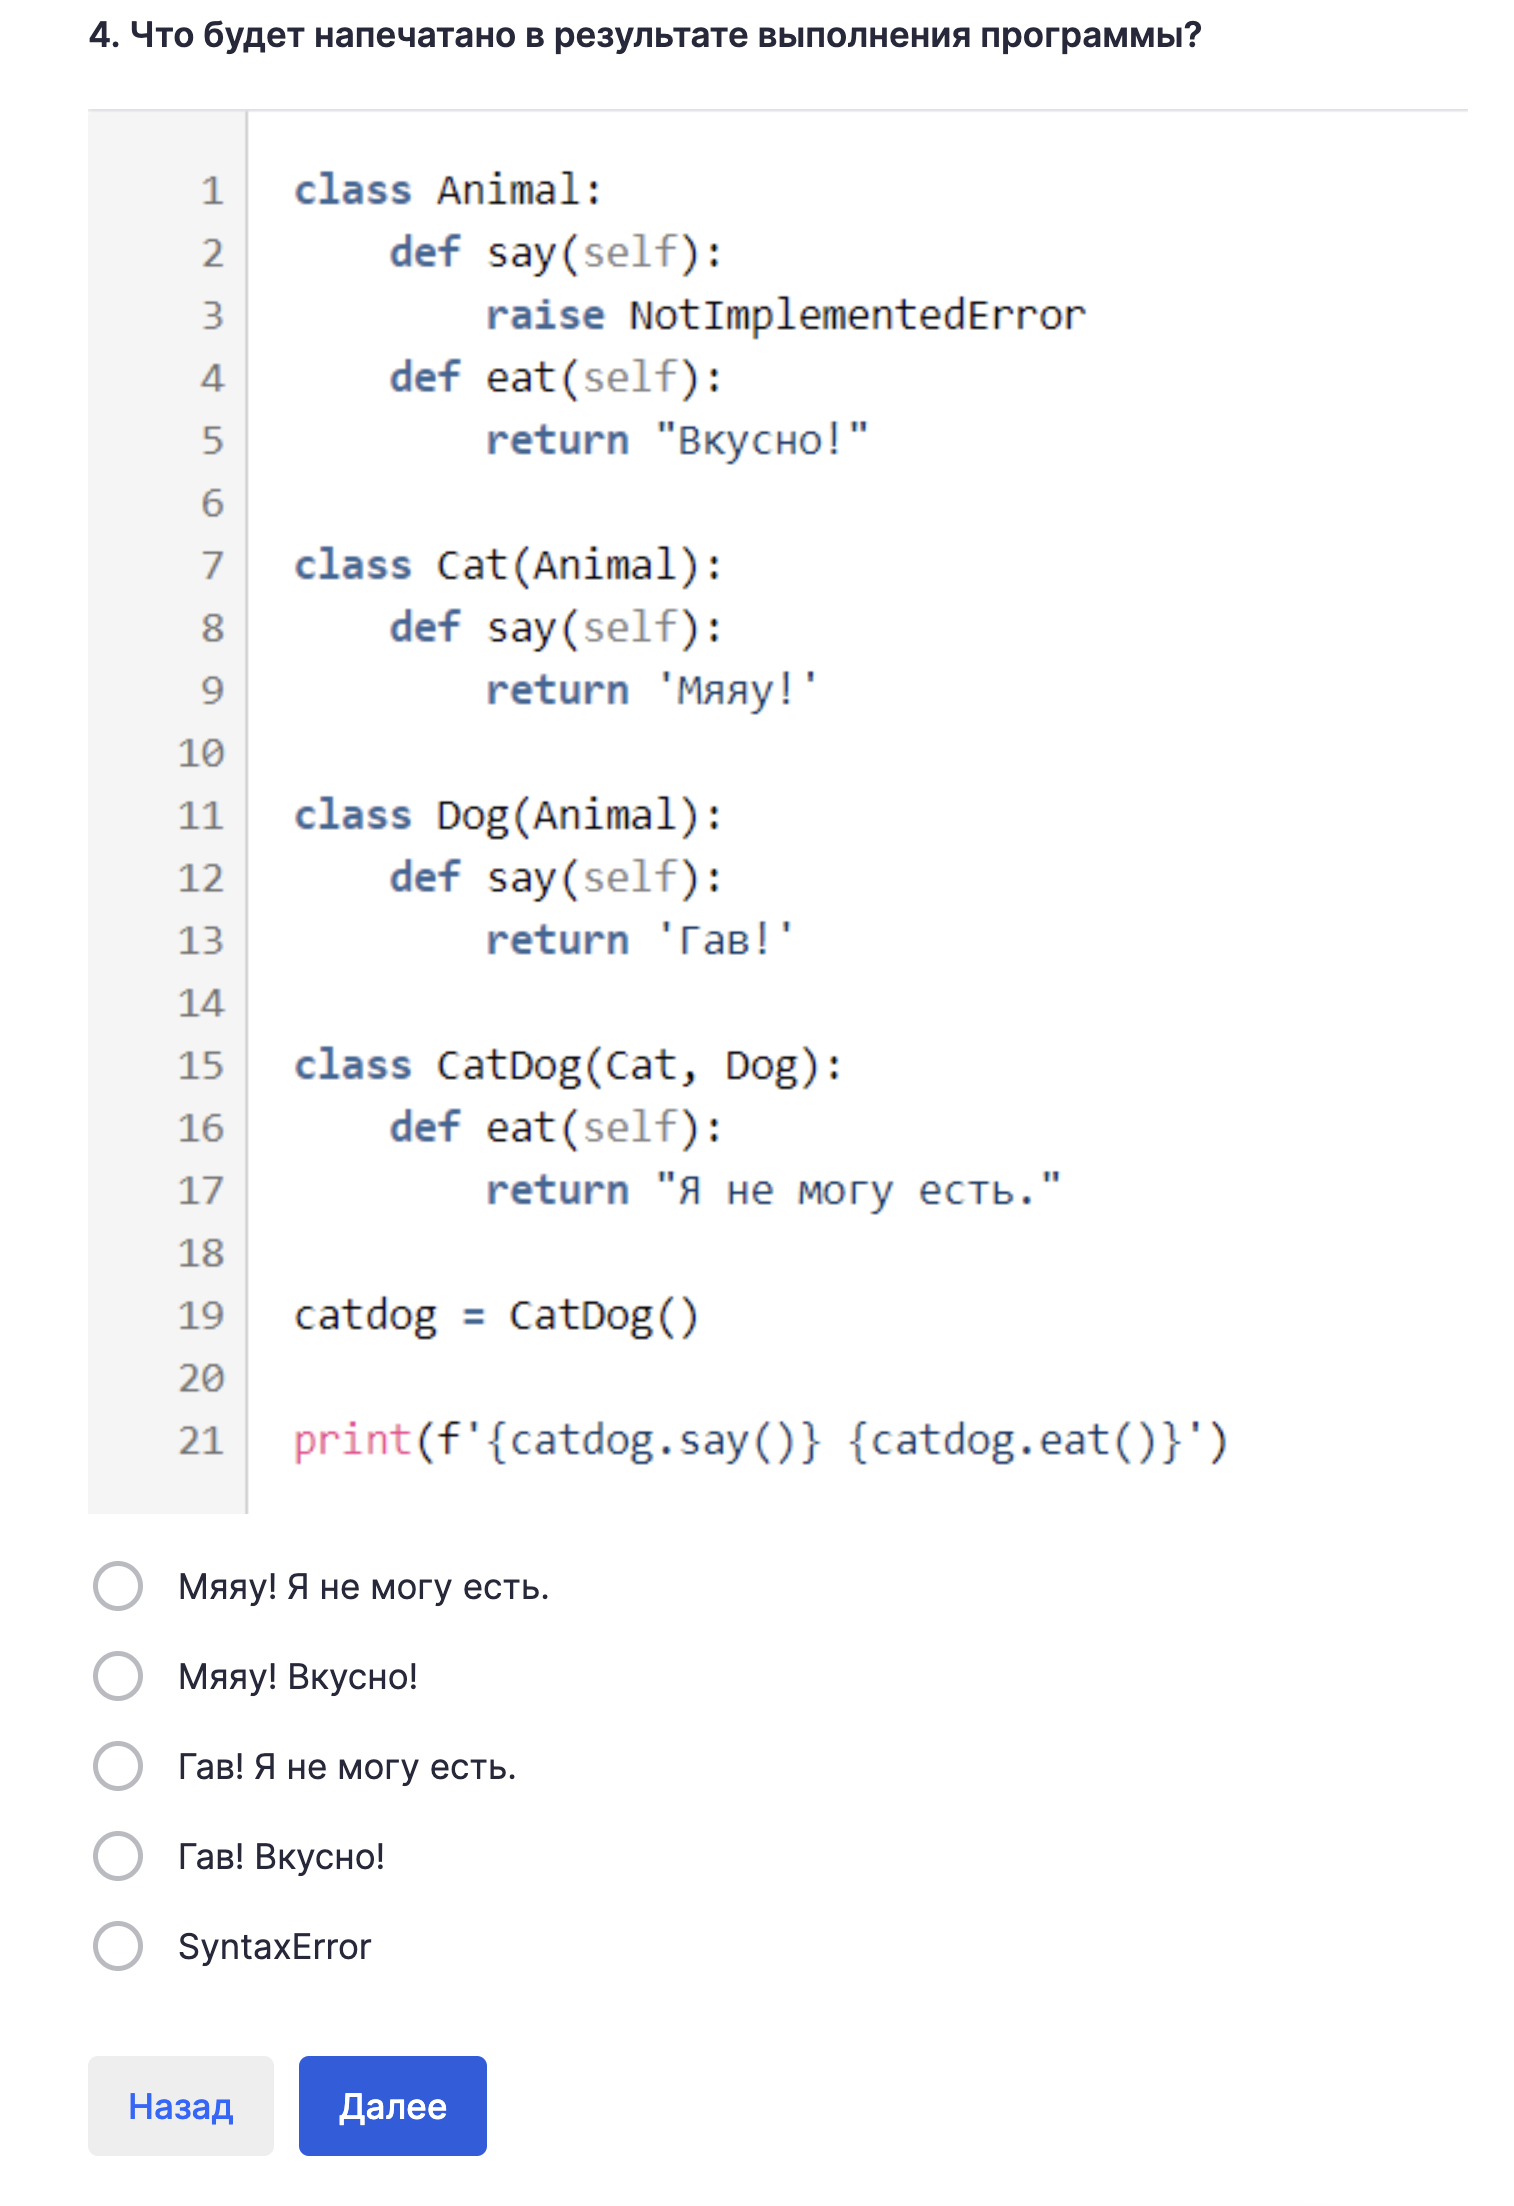 4. Что будет напечатано в результате выполнения программы?
1 class Animal:
2     def say(self):
3         raise NotImplementedError
4     def eat(self):
5         return "Вкусно!"
6
7 class Cat(Animal):
8     def say(self):
9         return 'Мяяу!'
10
11 class Dog(Animal):
12     def say(self):
13         return 'Гав!'
14
15 class CatDog(Cat, Dog):
16     def eat(self):
17         return "Я не могу есть."
18
19 catdog = CatDog()
20
21 print(f'{catdog.say()} {catdog.eat()}')
Мяяу! Я не могу есть.
Мяяу! Вкусно!
Гав! Я не могу есть.
Гав! Вкусно!
SyntaxError
Назад Далее